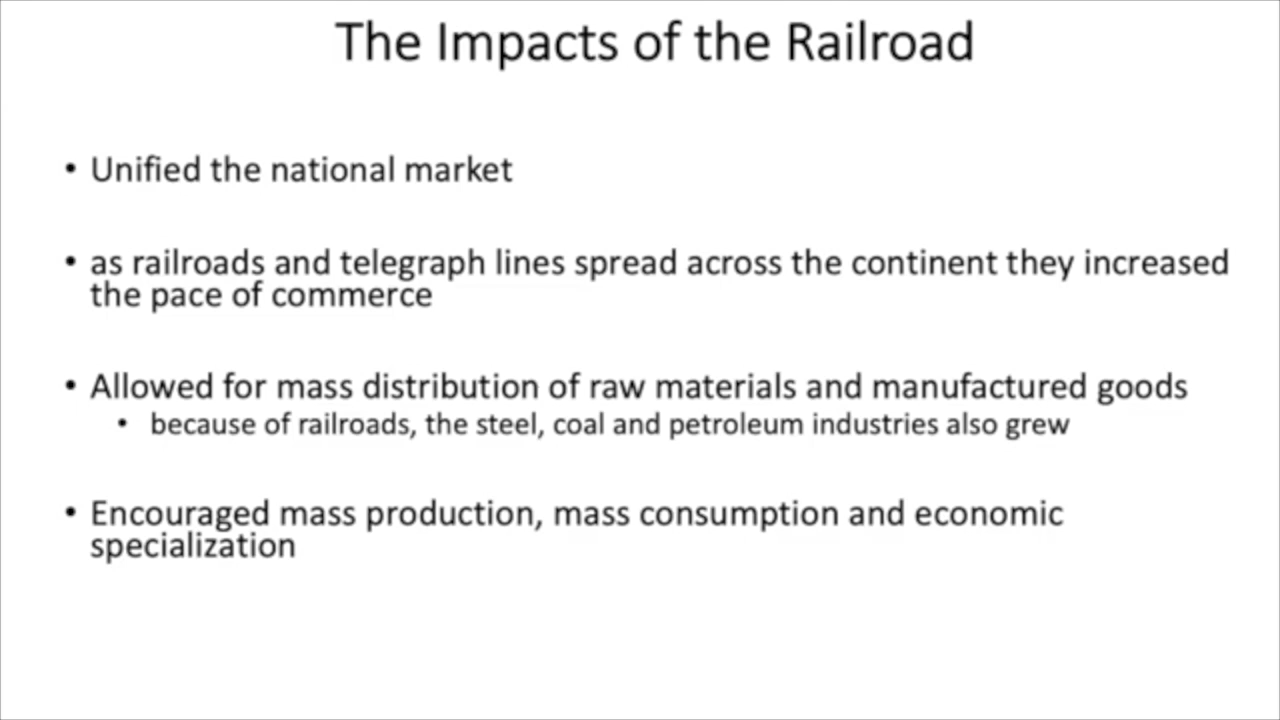 The Impacts of the Railroad
• Unified the national market
• as railroads and telegraph lines spread across the continent they increased
the pace of commerce
• Allowed for mass distribution of raw materials and manufactured goods
• because of railroads, the steel, coal and petroleum industries also grew
• Encouraged mass production, mass consumption and economic
specialization